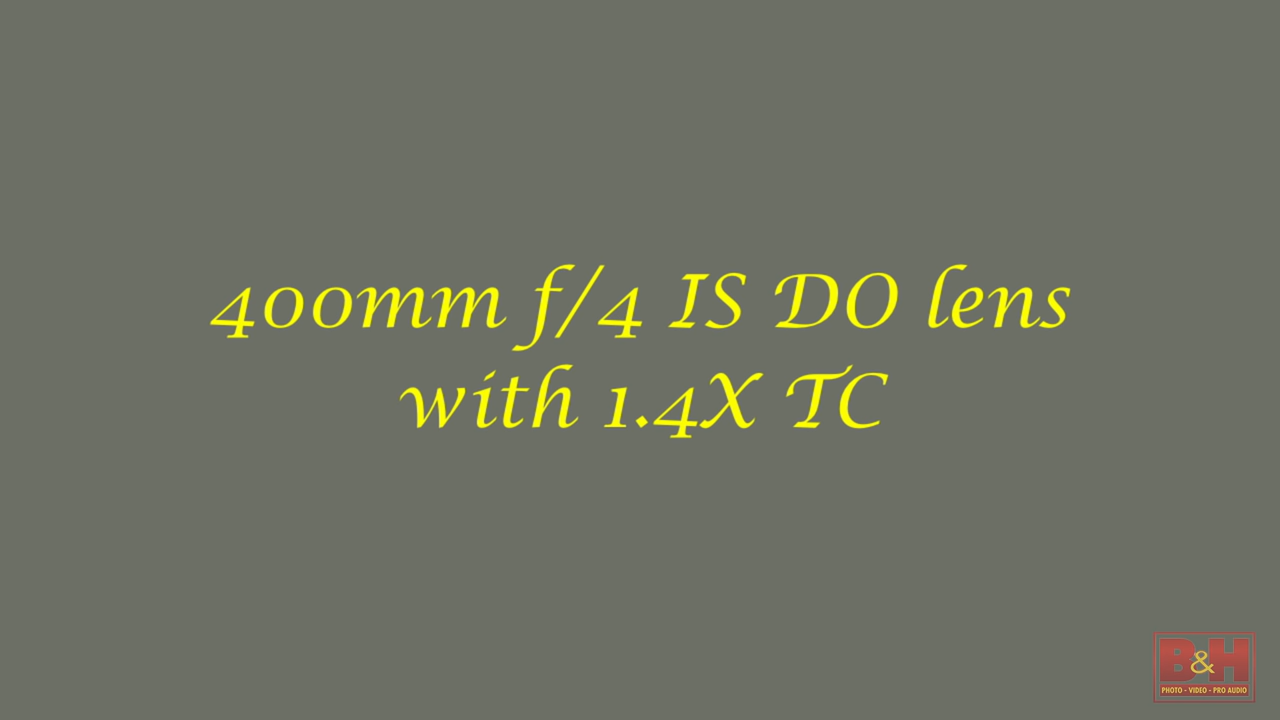 400mm f/4 IS DO lens
with 1.4X TC
B&H
PHOTO - VIDEO - PRO AUDIO